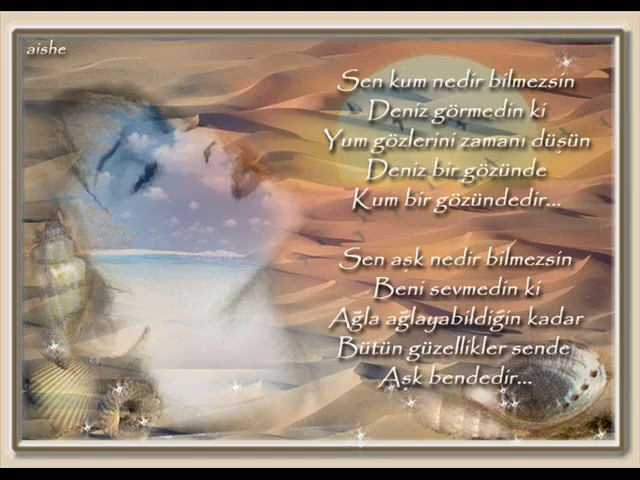 aishe
Sen kum nedir bilmezsin
Deniz görmedin ki
Yum gözlerini zamanı düşün
Deniz bir gözünde
Kum bir gözündedir...
Sen aşk nedir bilmezsin
Beni sevmedin ki
Ağla ağlayabildiğin kadar
Bütün güzellikler sende
Aşk bendedir...